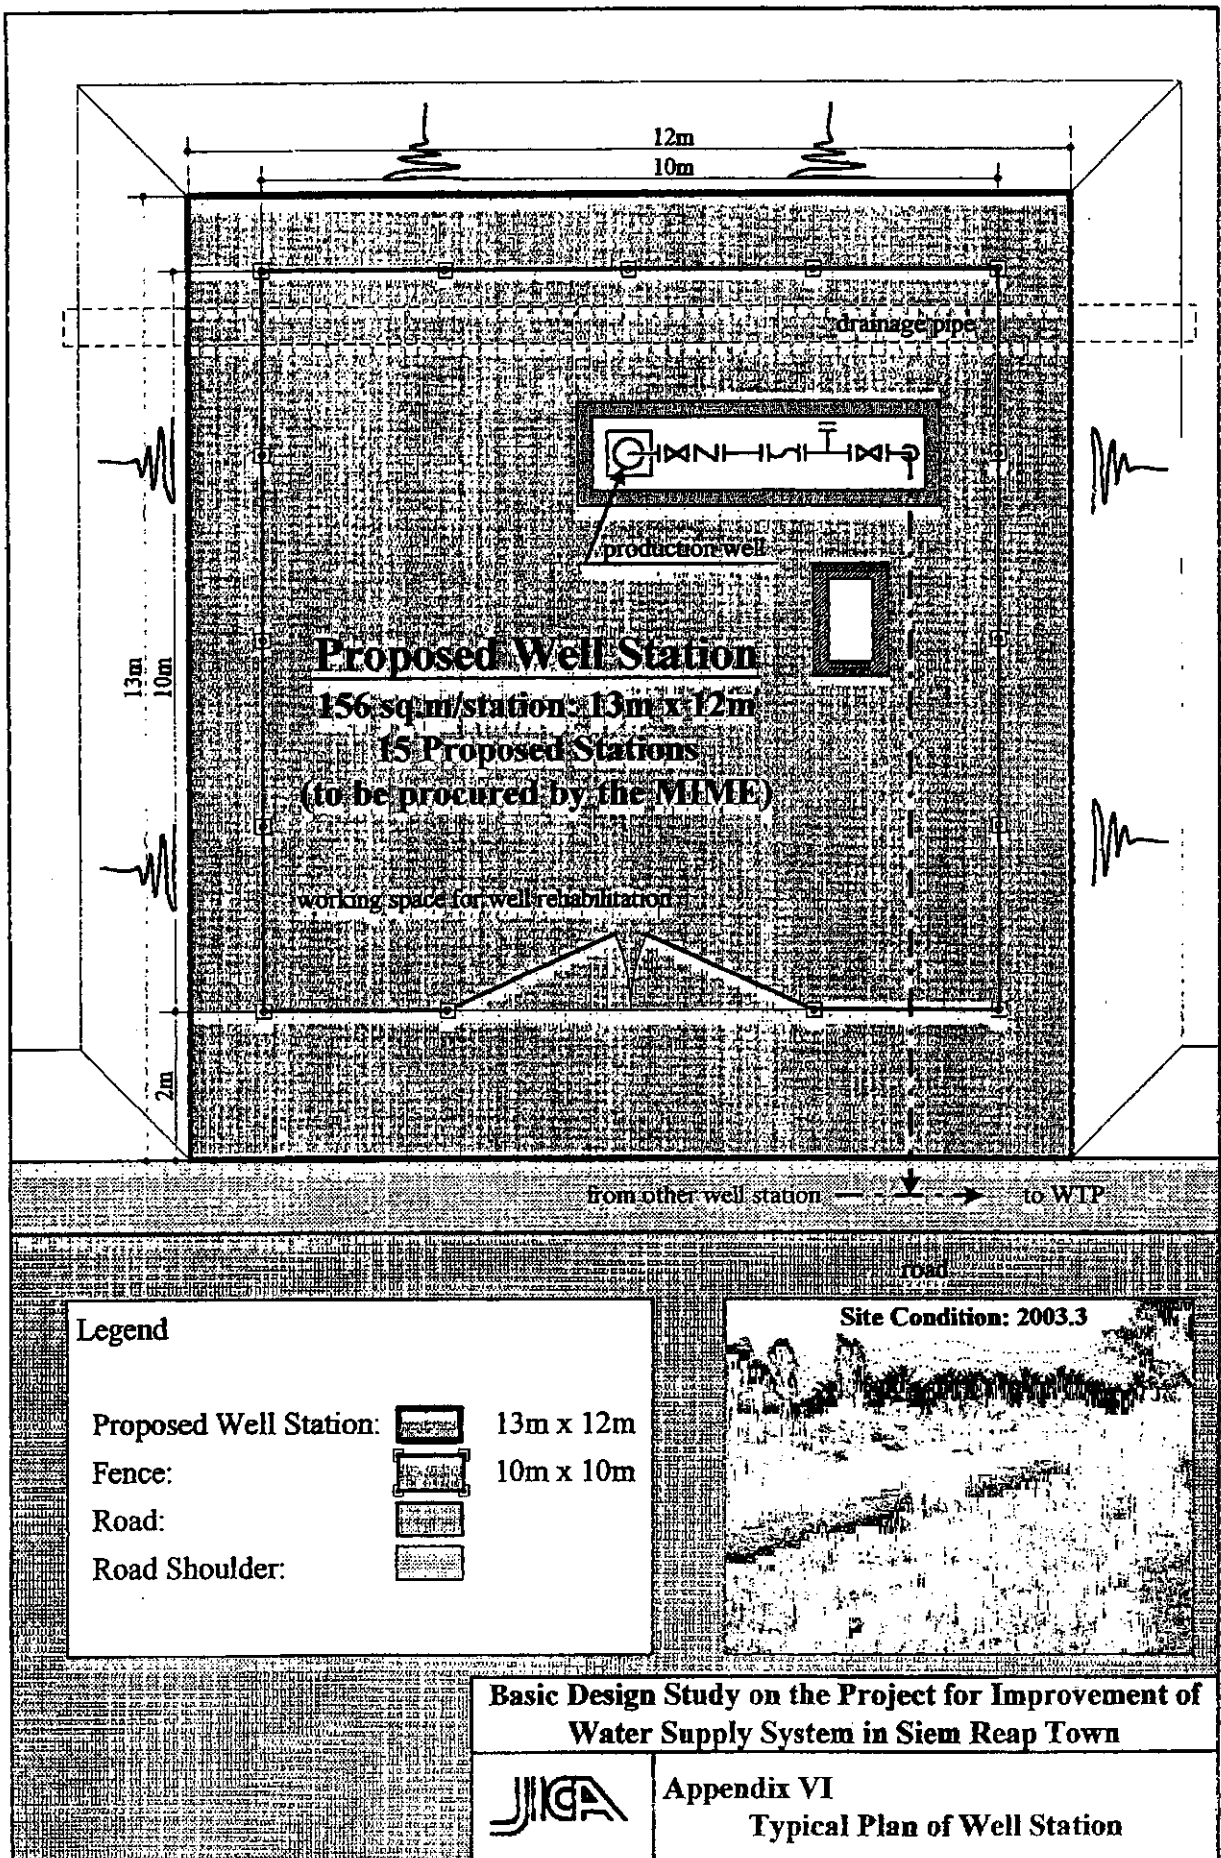 12m
10m
drainage pipe
production well
13m
10m
Proposed Well Station
156 sq.m/station: 13m x 12m
15 Proposed Stations
(to be procured by the MIME)
working space for well rehabilitation
2m
from other well station
to WTP
road
Legend
Proposed Well Station: 13m x 12m
Fence: 10m x 10m
Road:
Road Shoulder:
Site Condition: 2003.3
Basic Design Study on the Project for Improvement of
Water Supply System in Siem Reap Town
JICA
Appendix VI
Typical Plan of Well Station